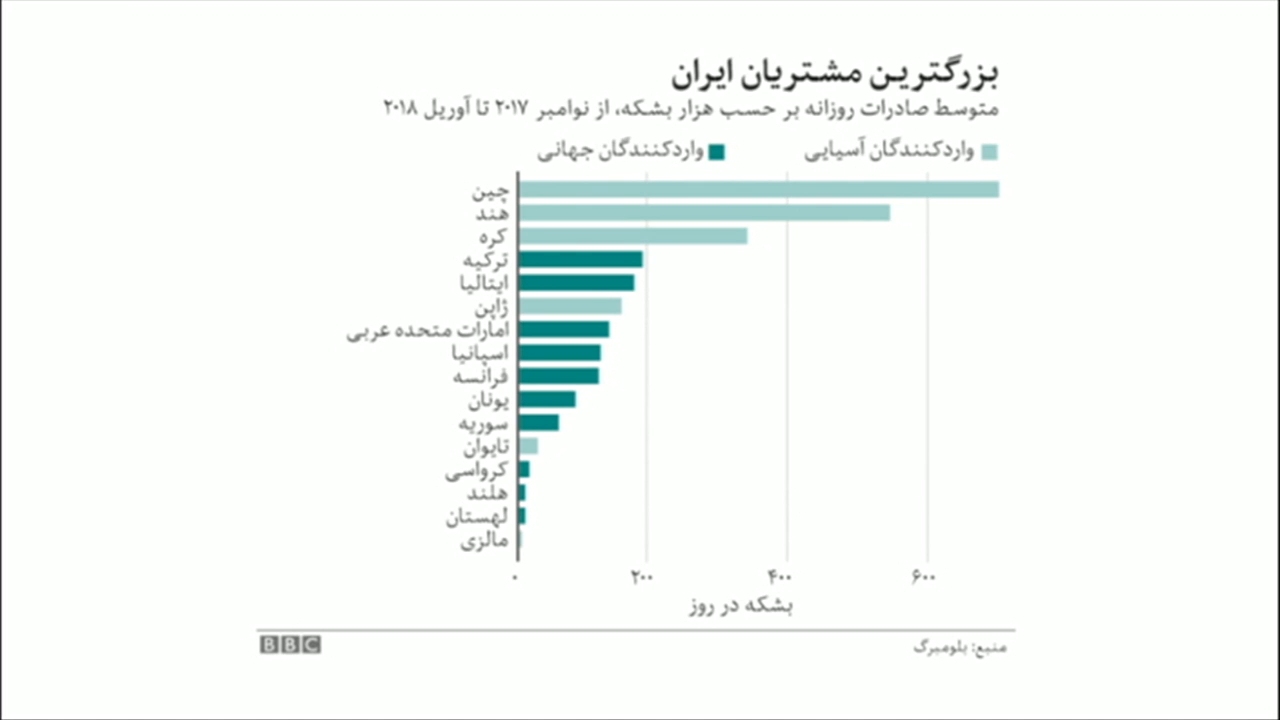 بزرگترین مشتریان ایران
متوسط صادرات روزانه بر حسب هزار بشکه، از نوامبر ۲۰۱۷ تا آوریل ۲۰۱۸
واردکنندگان آسیایی واردکنندگان جهانی
چین
هند
کره
ترکیه
ایتالیا
ژاپن
امارات متحده عربی
اسپانیا
فرانسه
یونان
سوریه
تایوان
کرواسی
هلند
لهستان
مالزی
۰ ۲۰۰ ۴۰۰ ۶۰۰
بشکه در روز
منبع: بلومبرگ
BBC